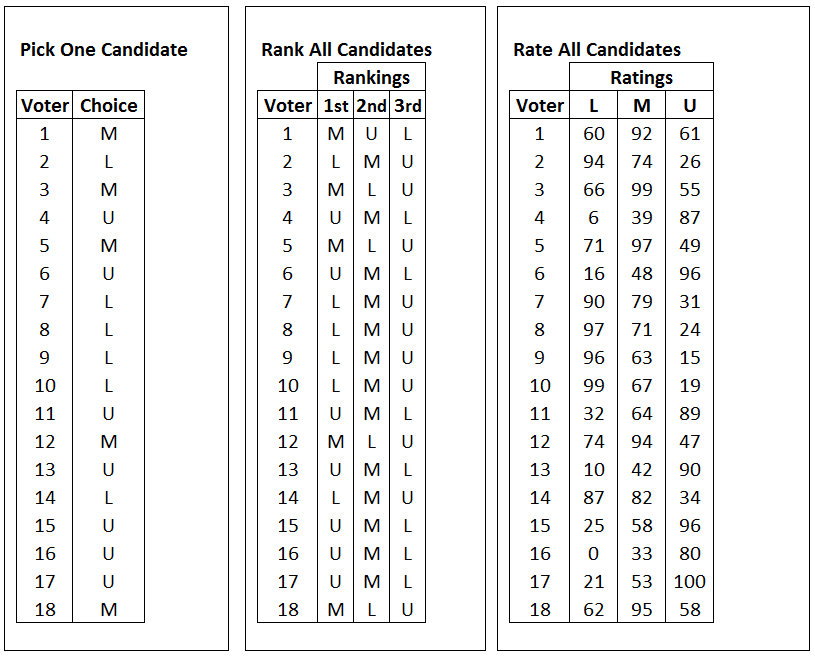 Pick One Candidate
Voter Choice
1 M
2 L
3 M
4 U
5 M
6 U
7 L
8 L
9 L
10 L
11 U
12 M
13 U
14 L
15 U
16 U
17 U
18 M
Rank All Candidates
Rankings
Voter 1st 2nd 3rd
1 M U L
2 L M U
3 M L U
4 U M L
5 M L U
6 U M L
7 L M U
8 L M U
9 L M U
10 L M U
11 U M L
12 M L U
13 U M L
14 L M U
15 U M L
16 U M L
17 U M L
18 M L U
Rate All Candidates
Ratings
Voter L M U
1 60 92 61
2 94 74 26
3 66 99 55
4 6 39 87
5 71 97 49
6 16 48 96
7 90 79 31
8 97 71 24
9 96 63 15
10 99 67 19
11 32 64 89
12 74 94 47
13 10 42 90
14 87 82 34
15 25 58 96
16 0 33 80
17 21 53 100
18 62 95 58